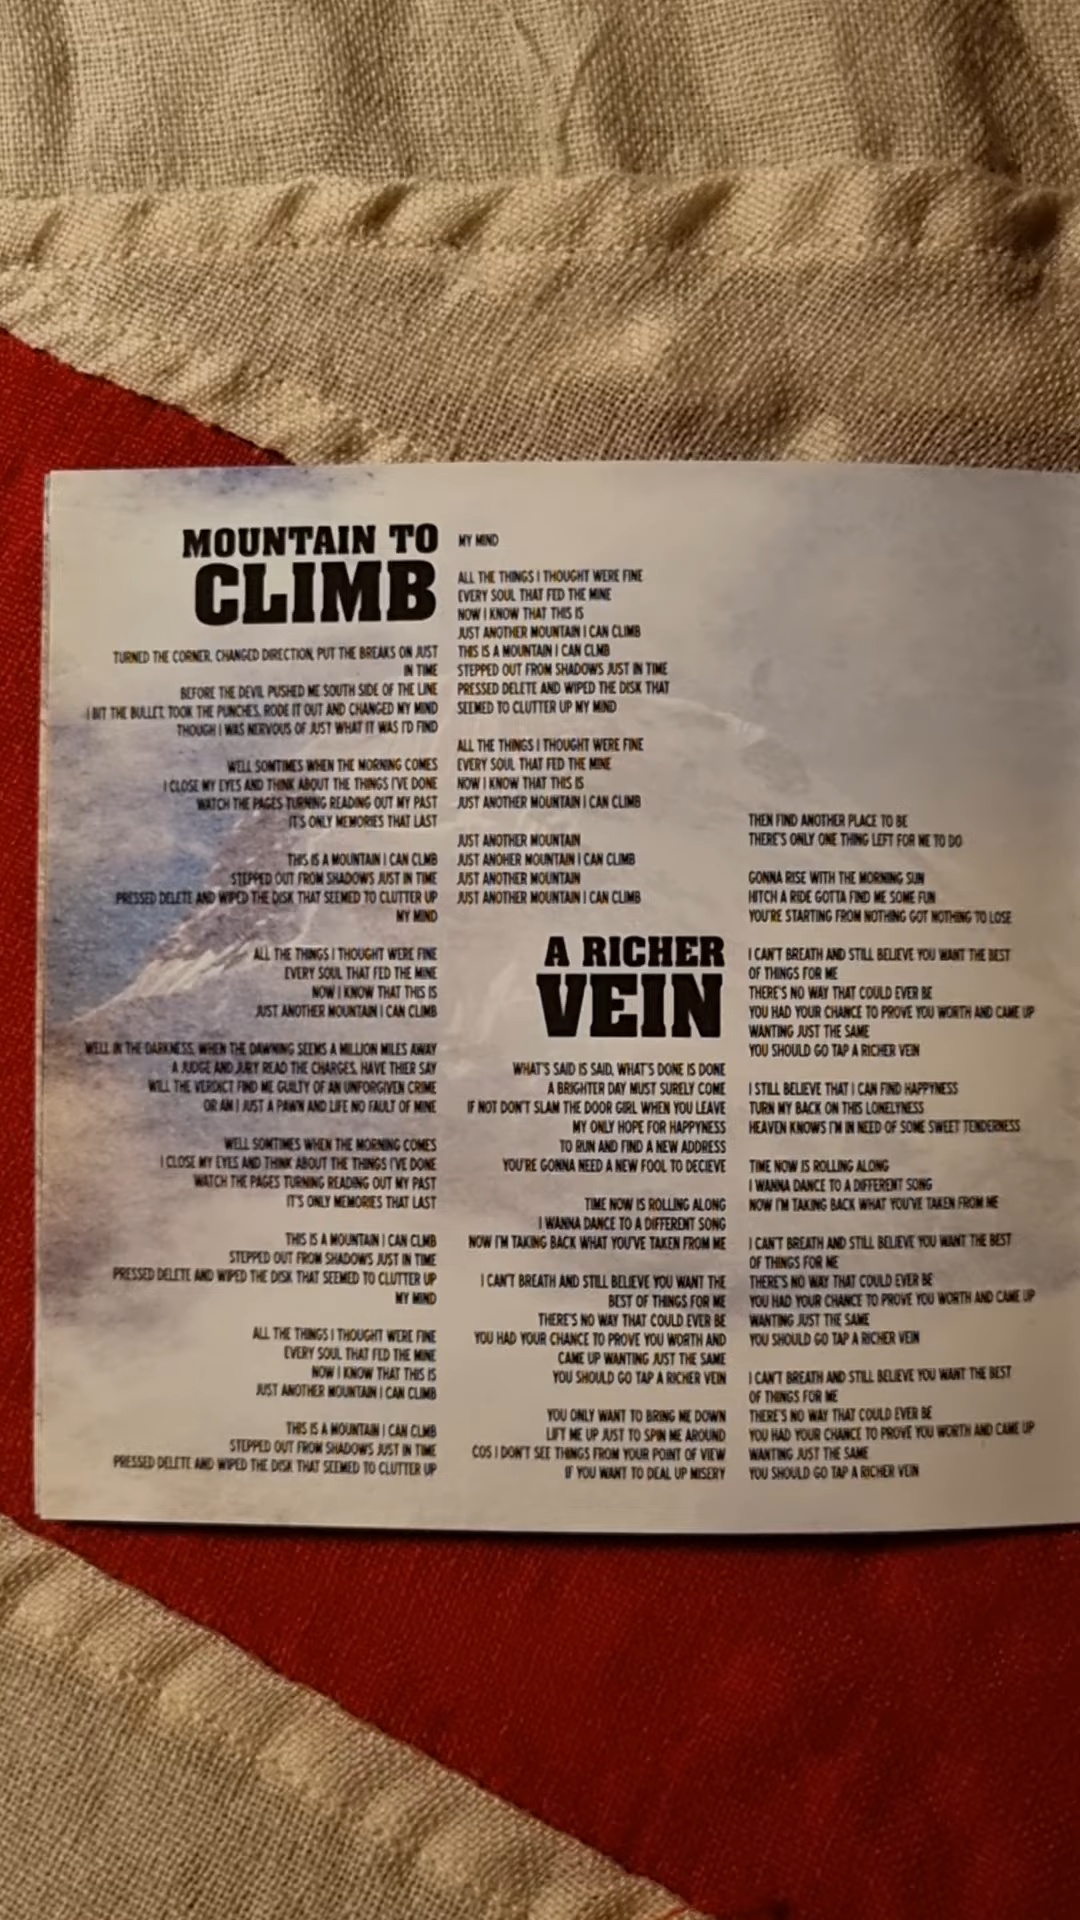 MOUNTAIN TO
CLIMB
TURNED THE CORNER, CHANGED DIRECTION, PUT THE BREAKS ON JUST
IN TIME
BEFORE THE DEVIL PUSHED ME SOUTH SIDE OF THE LINE
I BIT THE BULLET, TOOK THE PUNCHES, RODE IT OUT AND CHANGED MY MIND
THOUGH I WAS NERVOUS OF JUST WHAT IT WAS I'D FIND
WELL SOMTIMES WHEN THE MORNING COMES
I CLOSE MY EYES AND THINK ABOUT THE THINGS I'VE DONE
WATCH THE PAGES TURNING READING OUT MY PAST
IT'S ONLY MEMORIES THAT LAST
THIS IS A MOUNTAIN I CAN CLMB
STEPPED OUT FROM SHADOWS JUST IN TIME
PRESSED DELETE AND WIPED THE DISK THAT SEEMED TO CLUTTER UP
MY MIND
ALL THE THINGS I THOUGHT WERE FINE
EVERY SOUL THAT FED THE MINE
NOW I KNOW THAT THIS IS
JUST ANOTHER MOUNTAIN I CAN CLIMB
WELL IN THE DARKNESS, WHEN THE DAWNING SEEMS A MILLION MILES AWAY
A JUDGE AND JURY READ THE CHARGES, HAVE THIER SAY
WILL THE VERDICT FIND ME GUILTY OF AN UNFORGIVEN CRIME
OR AM I JUST A PAWN AND LIFE NO FAULT OF MINE
WELL SOMTIMES WHEN THE MORNING COMES
I CLOSE MY EYES AND THINK ABOUT THE THINGS I'VE DONE
WATCH THE PAGES TURNING READING OUT MY PAST
IT'S ONLY MEMORIES THAT LAST
THIS IS A MOUNTAIN I CAN CLMB
STEPPED OUT FROM SHADOWS JUST IN TIME
PRESSED DELETE AND WIPED THE DISK THAT SEEMED TO CLUTTER UP
MY MIND
ALL THE THINGS I THOUGHT WERE FINE
EVERY SOUL THAT FED THE MINE
NOW I KNOW THAT THIS IS
JUST ANOTHER MOUNTAIN I CAN CLIMB
THIS IS A MOUNTAIN I CAN CLMB
STEPPED OUT FROM SHADOWS JUST IN TIME
PRESSED DELETE AND WIPED THE DISK THAT SEEMED TO CLUTTER UP
MY MIND
ALL THE THINGS I THOUGHT WERE FINE
EVERY SOUL THAT FED THE MINE
NOW I KNOW THAT THIS IS
JUST ANOTHER MOUNTAIN I CAN CLIMB
THIS IS A MOUNTAIN I CAN CLMB
STEPPED OUT FROM SHADOWS JUST IN TIME
PRESSED DELETE AND WIPED THE DISK THAT
SEEMED TO CLUTTER UP MY MIND
ALL THE THINGS I THOUGHT WERE FINE
EVERY SOUL THAT FED THE MINE
NOW I KNOW THAT THIS IS
JUST ANOTHER MOUNTAIN I CAN CLIMB
JUST ANOTHER MOUNTAIN
JUST ANOHER MOUNTAIN I CAN CLIMB
JUST ANOTHER MOUNTAIN
JUST ANOTHER MOUNTAIN I CAN CLIMB
A RICHER
VEIN
WHAT'S SAID IS SAID, WHAT'S DONE IS DONE
A BRIGHTER DAY MUST SURELY COME
IF NOT DON'T SLAM THE DOOR GIRL WHEN YOU LEAVE
MY ONLY HOPE FOR HAPPYNESS
TO RUN AND FIND A NEW ADDRESS
YOU'RE GONNA NEED A NEW FOOL TO DECIEVE
TIME NOW IS ROLLING ALONG
I WANNA DANCE TO A DIFFERENT SONG
NOW I'M TAKING BACK WHAT YOU'VE TAKEN FROM ME
I CAN'T BREATH AND STILL BELIEVE YOU WANT THE
BEST OF THINGS FOR ME
THERE'S NO WAY THAT COULD EVER BE
YOU HAD YOUR CHANCE TO PROVE YOU WORTH AND
CAME UP WANTING JUST THE SAME
YOU SHOULD GO TAP A RICHER VEIN
YOU ONLY WANT TO BRING ME DOWN
LIFT ME UP JUST TO SPIN ME AROUND
COS I DON'T SEE THINGS FROM YOUR POINT OF VIEW
IF YOU WANT TO DEAL UP MISERY
THEN FIND ANOTHER PLACE TO BE
THERE'S ONLY ONE THING LEFT FOR ME TO DO
GONNA RISE WITH THE MORNING SUN
HITCH A RIDE GOTTA FIND ME SOME FUN
YOU'RE STARTING FROM NOTHING GOT NOTHING TO LOSE
I CAN'T BREATH AND STILL BELIEVE YOU WANT THE BEST
OF THINGS FOR ME
THERE'S NO WAY THAT COULD EVER BE
YOU HAD YOUR CHANCE TO PROVE YOU WORTH AND CAME UP
WANTING JUST THE SAME
YOU SHOULD GO TAP A RICHER VEIN
I STILL BELIEVE THAT I CAN FIND HAPPYNESS
TURN MY BACK ON THIS LONELYNESS
HEAVEN KNOWS I'M IN NEED OF SOME SWEET TENDERNESS
TIME NOW IS ROLLING ALONG
I WANNA DANCE TO A DIFFERENT SONG
NOW I'M TAKING BACK WHAT YOU'VE TAKEN FROM ME
I CAN'T BREATH AND STILL BELIEVE YOU WANT THE BEST
OF THINGS FOR ME
THERE'S NO WAY THAT COULD EVER BE
YOU HAD YOUR CHANCE TO PROVE YOU WORTH AND CAME UP
WANTING JUST THE SAME
YOU SHOULD GO TAP A RICHER VEIN
I CAN'T BREATH AND STILL BELIEVE YOU WANT THE BEST
OF THINGS FOR ME
THERE'S NO WAY THAT COULD EVER BE
YOU HAD YOUR CHANCE TO PROVE YOU WORTH AND CAME UP
WANTING JUST THE SAME
YOU SHOULD GO TAP A RICHER VEIN